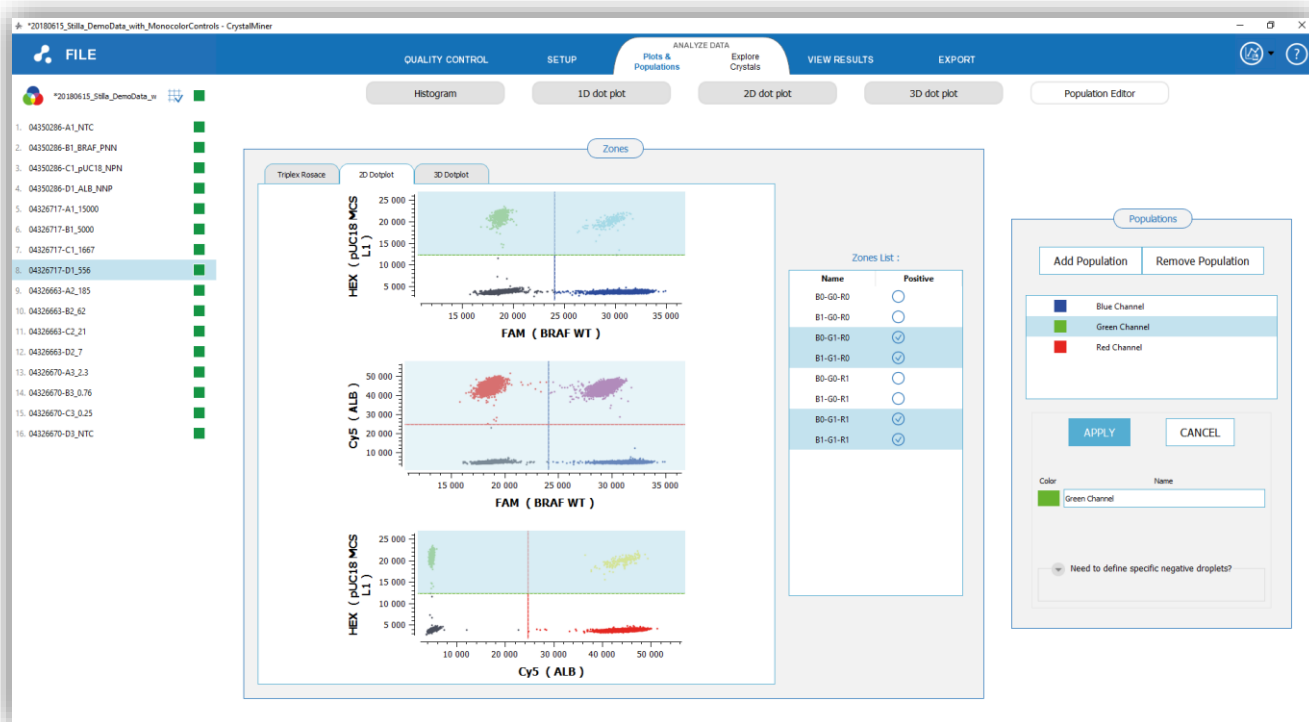 *20180615_Stilla_DemoData_with_MonocolorControls - CrystalMiner
FILE
QUALITY CONTROL
SETUP
ANALYZE DATA
Plots &
Populations
Explore
Crystals
VIEW RESULTS
EXPORT
?
*20180615_Stilla_DemoData_w
Histogram
1D dot plot
2D dot plot
3D dot plot
Population Editor
1. 04350286-A1_NTC
2. 04350286-B1_BRAF_PNN
3. 04350286-C1_pUC18_NPN
4. 04350286-D1_ALB_NNP
5. 04326717-A1_15000
6. 04326717-B1_5000
7. 04326717-C1_1667
8. 04326717-D1_556
9. 04326663-A2_185
10. 04326663-B2_62
11. 04326663-C2_21
12. 04326663-D2_7
13. 04326670-A3_2.3
14. 04326670-B3_0.76
15. 04326670-C3_0.25
16. 04326670-D3_NTC
Zones
Triplex Rosace
2D Dotplot
3D Dotplot
HEX ( pUC18 MCS
L1 )
25 000
20 000
15 000
10 000
5 000
15 000 20 000 25 000 30 000 35 000
FAM ( BRAF WT )
Cy5 ( ALB )
50 000
40 000
30 000
20 000
10 000
15 000 20 000 25 000 30 000 35 000
FAM ( BRAF WT )
HEX ( pUC18 MCS
L1 )
25 000
20 000
15 000
10 000
5 000
10 000 20 000 30 000 40 000 50 000
Cy5 ( ALB )
Zones List :
Name Positive
B0-G0-R0
B1-G0-R0
B0-G1-R0
B1-G1-R0
B0-G0-R1
B1-G0-R1
B0-G1-R1
B1-G1-R1
Populations
Add Population
Remove Population
Blue Channel
Green Channel
Red Channel
APPLY
CANCEL
Color Name
Green Channel
Need to define specific negative droplets?